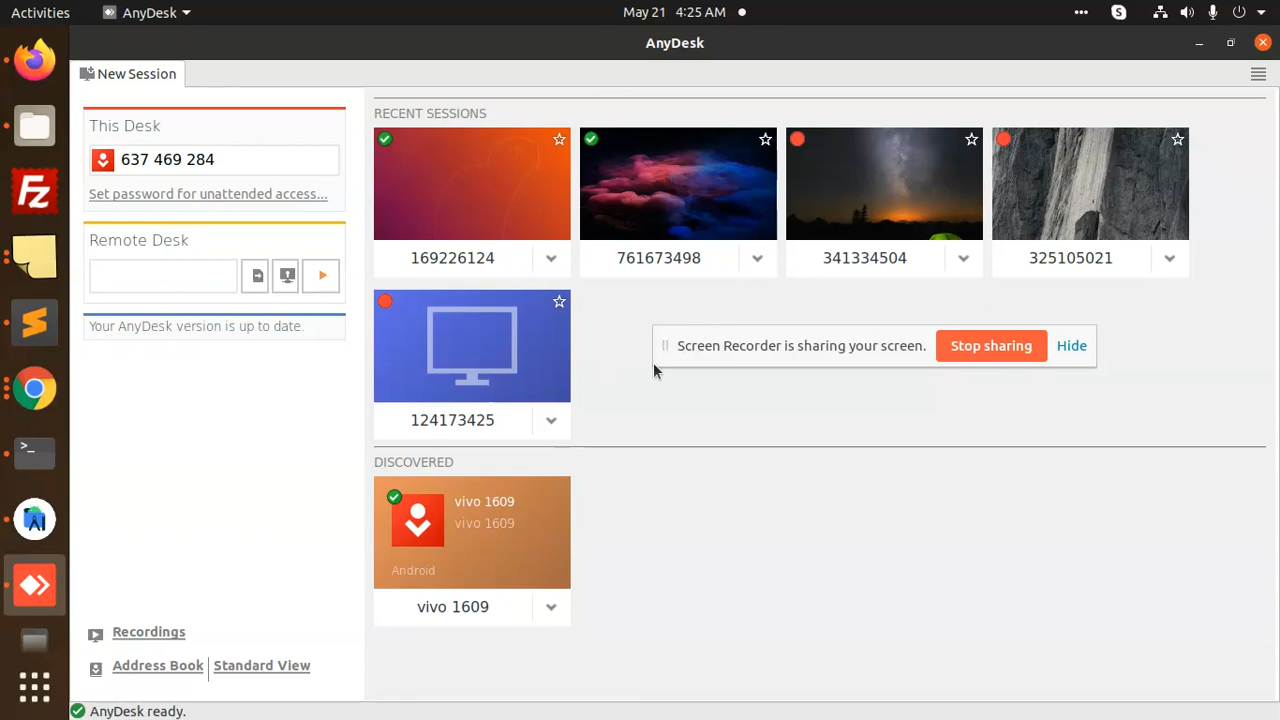 Activities
AnyDesk
May 21 4:25 AM
S
AnyDesk
New Session
This Desk
637 469 284
Set password for unattended access...
Remote Desk
Your AnyDesk version is up to date.
Recordings
Address Book
Standard View
RECENT SESSIONS
169226124
761673498
341334504
325105021
124173425
Screen Recorder is sharing your screen.
Stop sharing
Hide
DISCOVERED
vivo 1609
vivo 1609
Android
vivo 1609
Fz
>_
AnyDesk ready.